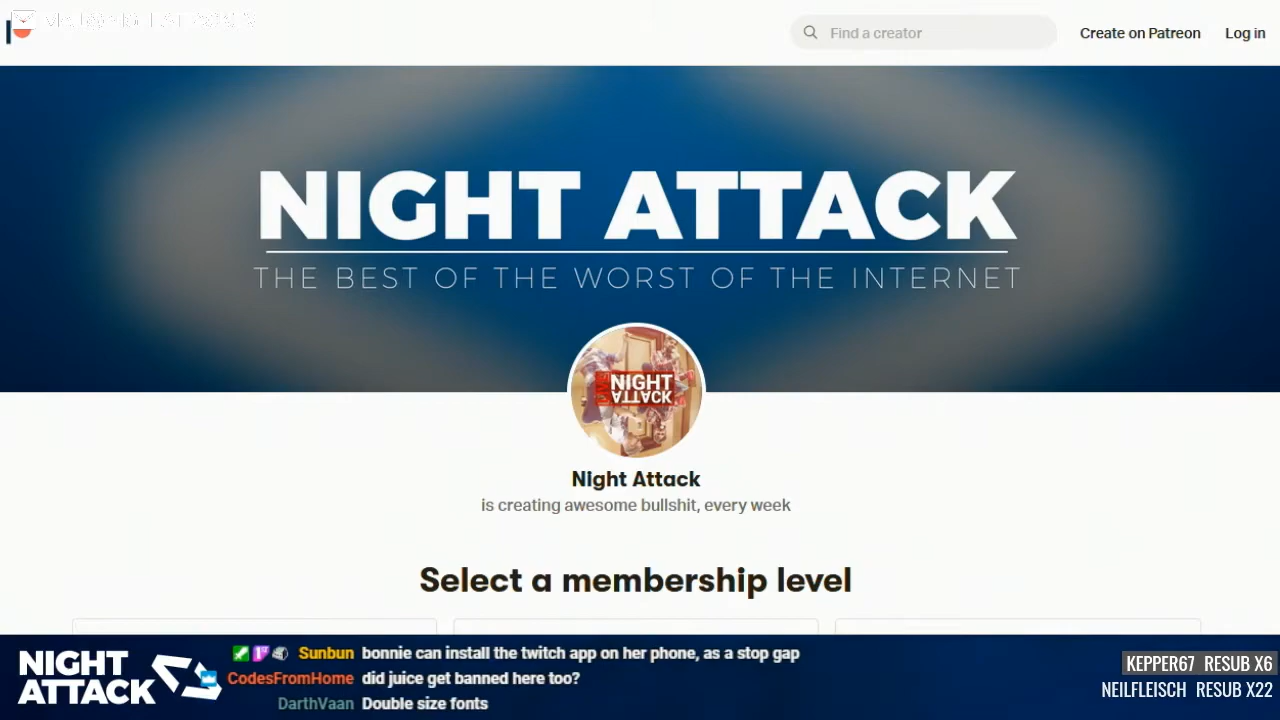 Find a creator
Create on Patreon
Log in
NIGHT ATTACK
THE BEST OF THE WORST OF THE INTERNET
NIGHT
ATTACK
Night Attack
is creating awesome bullshit, every week
Select a membership level
NIGHT
ATTACK
Sunbun bonnie can install the twitch app on her phone, as a stop gap
CodesFromHome did juice get banned here too?
DarthVaan Double size fonts
KEPPER67 RESUB X6
NEILFLEISCH RESUB X22